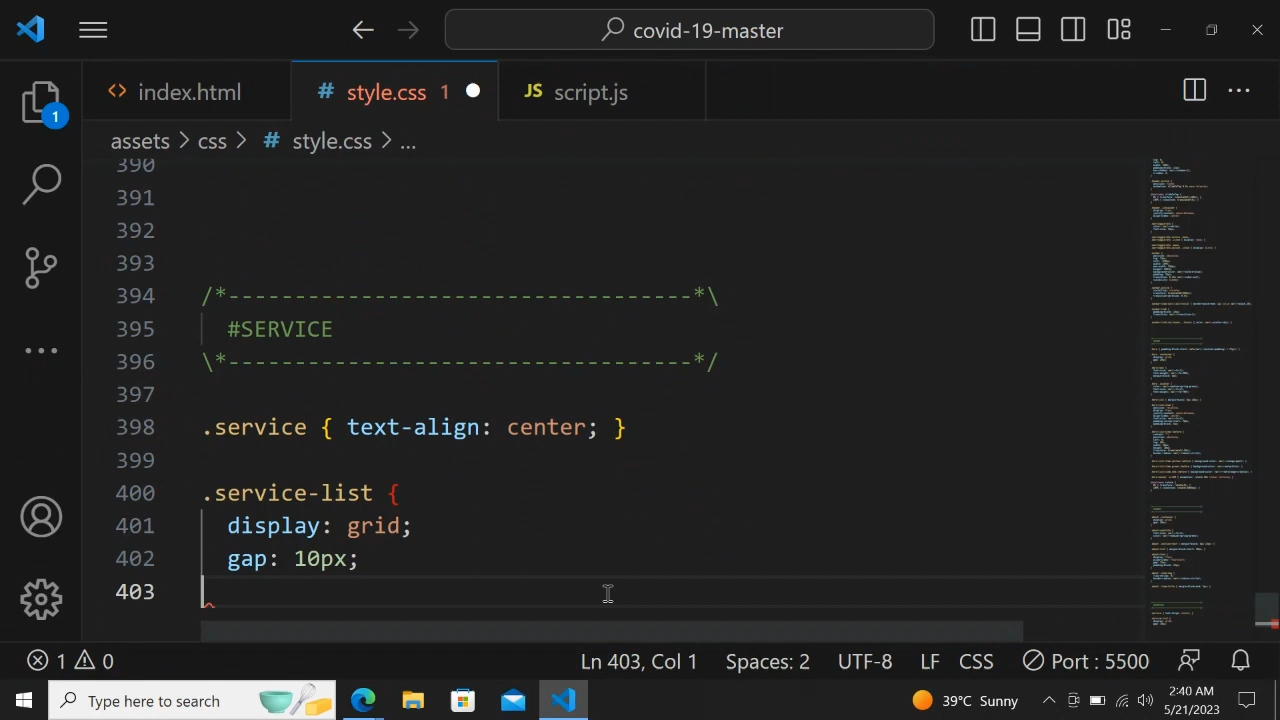 covid-19-master
index.html
style.css 1
JS script.js
assets > css > # style.css > ...
1
390
391
392
393
394 /*-----------------------------------*\
395 #SERVICE
396 \*-----------------------------------*/
397
398 .service { text-align: center; }
399
400 .service-list {
401 display: grid;
402 gap: 10px;
403
1 0
Ln 403, Col 1 Spaces: 2 UTF-8 LF CSS Port : 5500
Type here to search
39°C Sunny
2:40 AM
5/21/2023